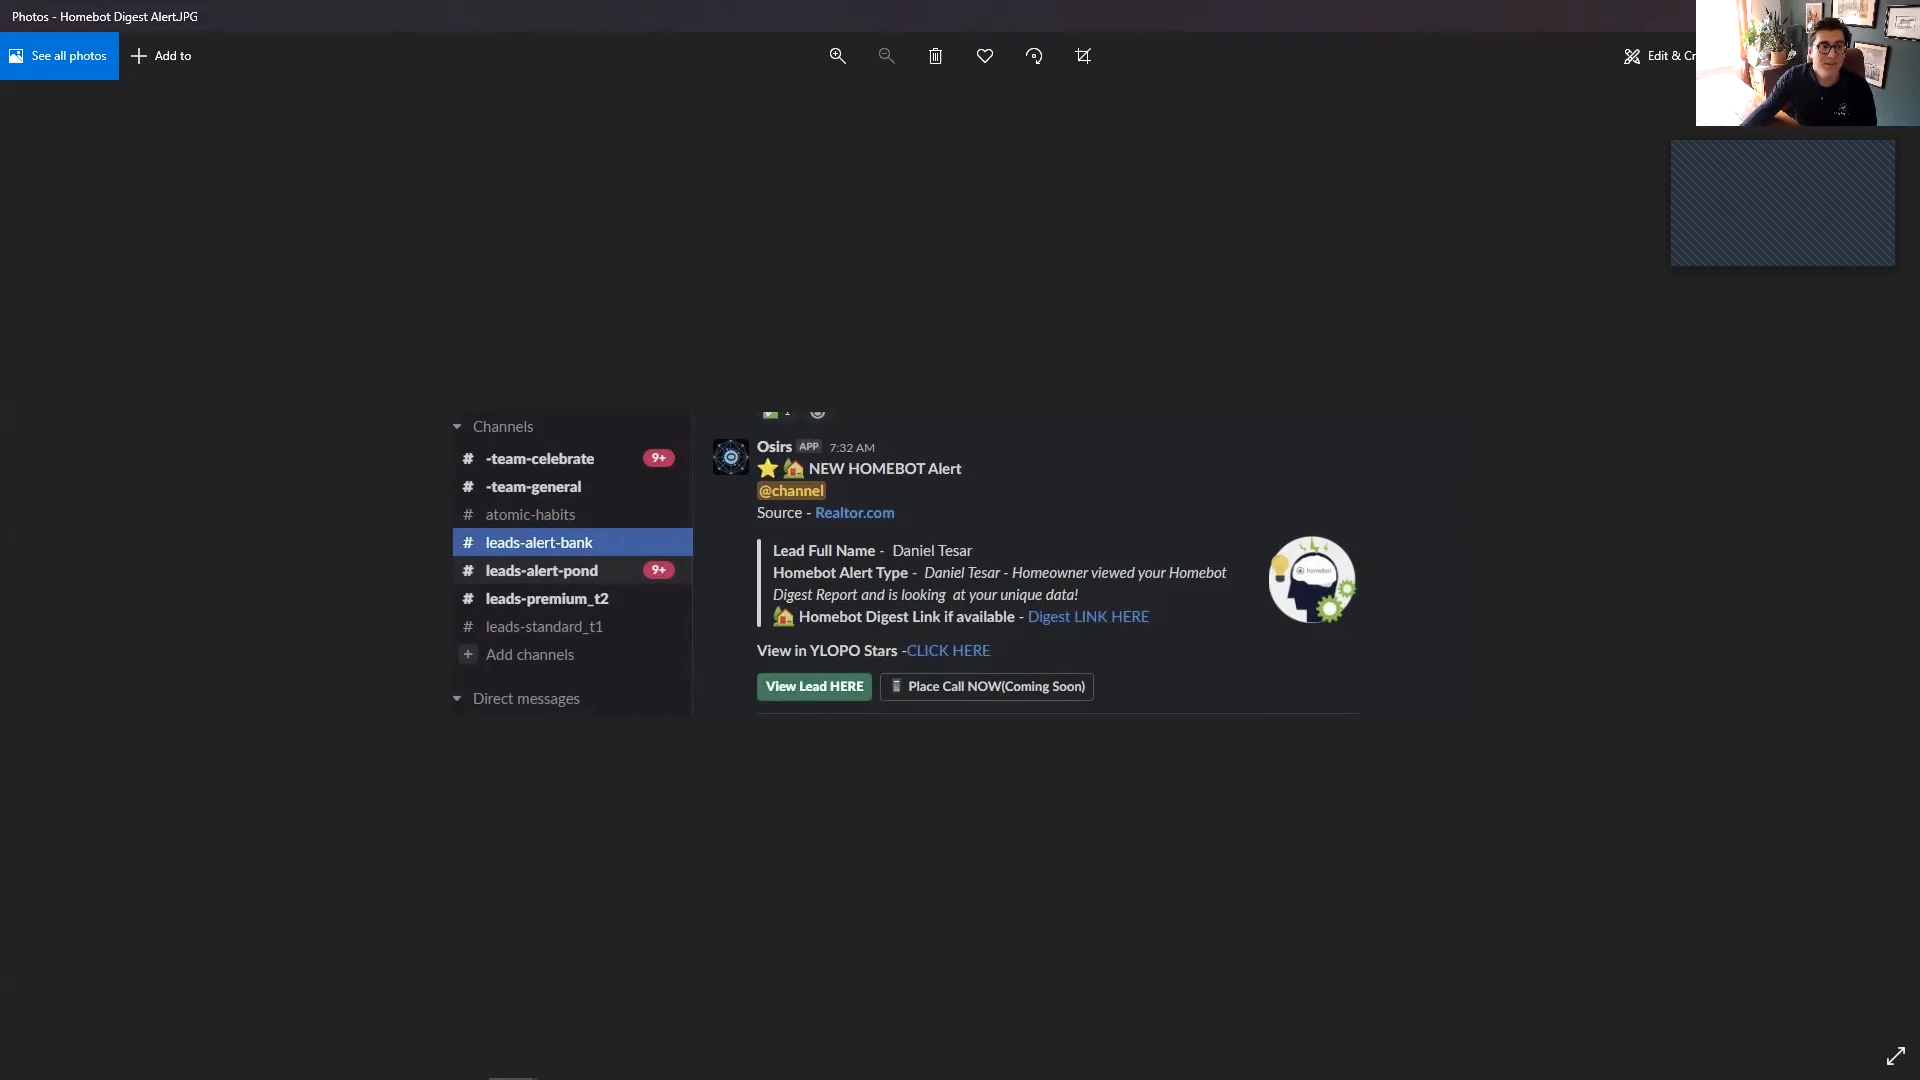 Photos - Homebot Digest Alert.JPG
See all photos
Add to
Edit & Cr
1
Channels
# -team-celebrate 9+
# -team-general
# atomic-habits
# leads-alert-bank
# leads-alert-pond 9+
# leads-premium_t2
# leads-standard_t1
+ Add channels
Direct messages
Osirs APP 7:32 AM
NEW HOMEBOT Alert
@channel
Source - Realtor.com
Lead Full Name - Daniel Tesar
Homebot Alert Type - Daniel Tesar - Homeowner viewed your Homebot
Digest Report and is looking at your unique data!
Homebot Digest Link if available - Digest LINK HERE
homebot
View in YLOPO Stars -CLICK HERE
View Lead HERE
Place Call NOW(Coming Soon)